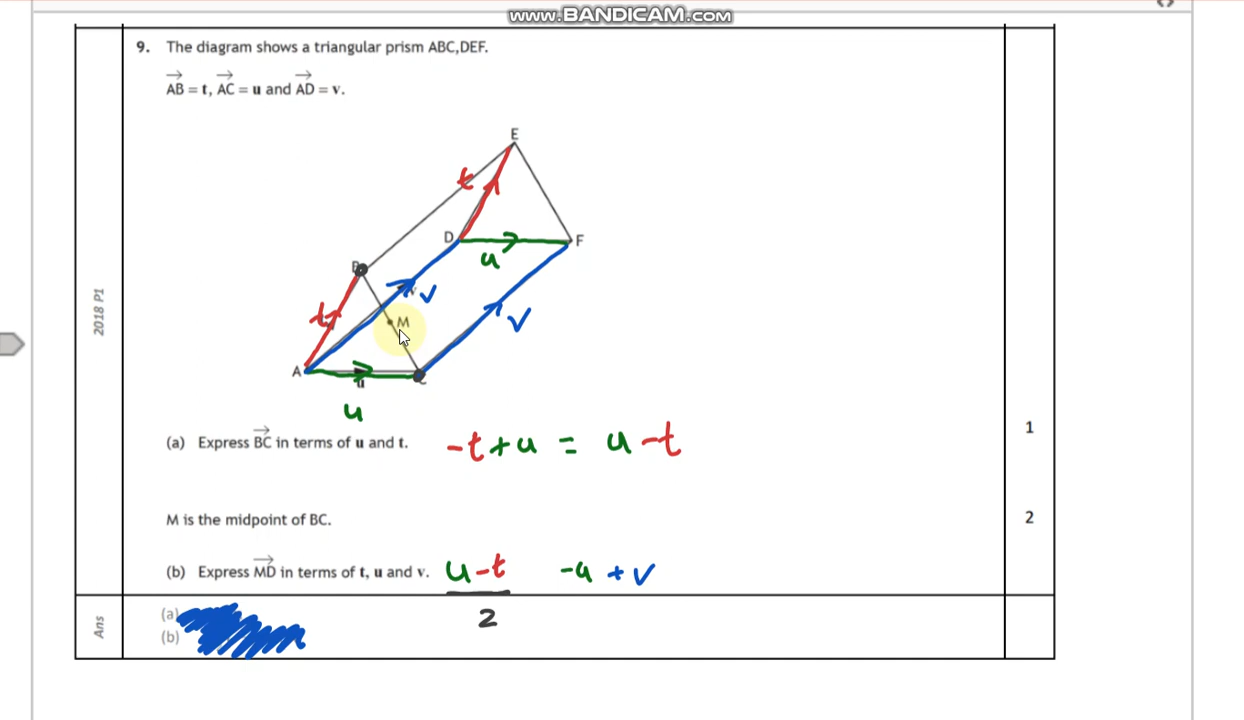 www.BANDICAM.com
9. The diagram shows a triangular prism ABC,DEF.
AB = t, AC = u and AD = v.
E
t
D
F
u
v
t
M
v
A
u
(a) Express BC in terms of u and t. -t+u = u-t
1
M is the midpoint of BC.
2
(b) Express MD in terms of t, u and v. u-t -u + v
2
2018 P1
Ans
(a)
(b)